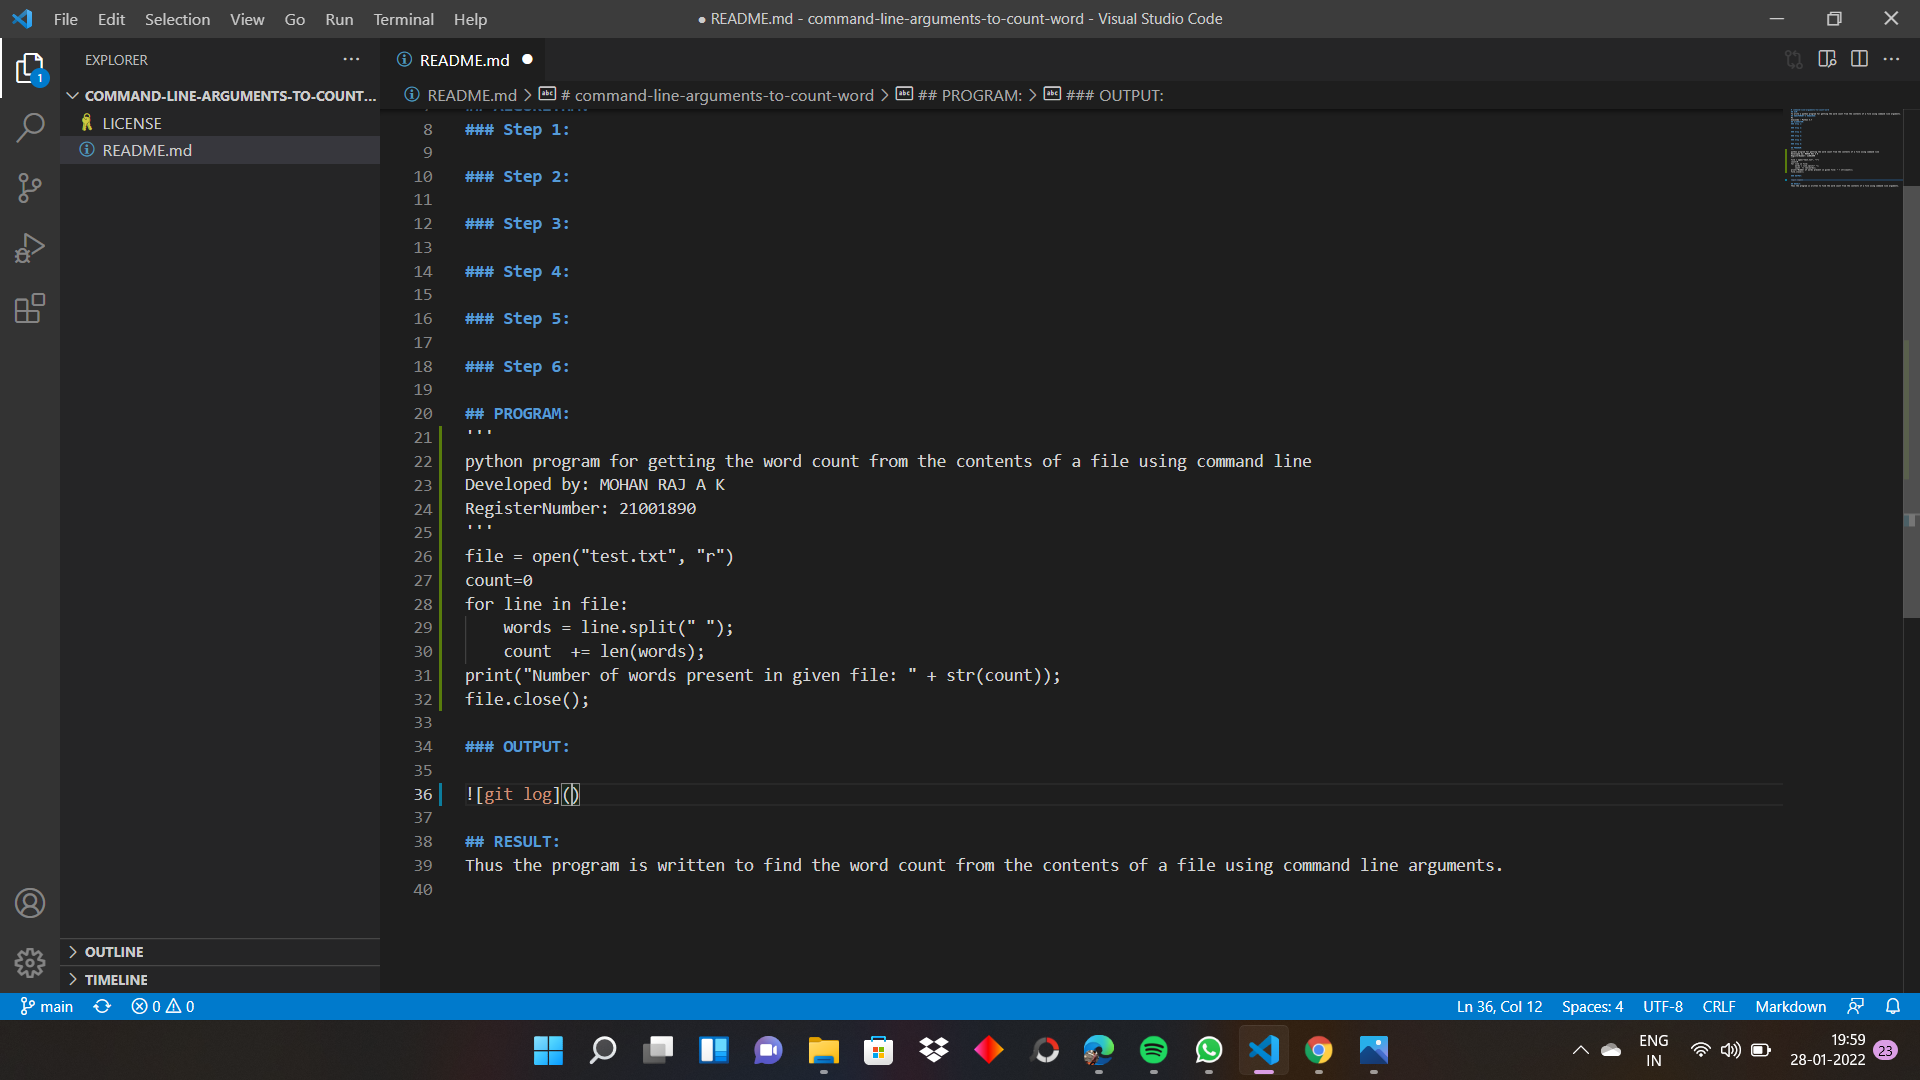 File Edit Selection View Go Run Terminal Help
● README.md - command-line-arguments-to-count-word - Visual Studio Code
EXPLORER
README.md
COMMAND-LINE-ARGUMENTS-TO-COUNT...
LICENSE
README.md
README.md > # command-line-arguments-to-count-word > ## PROGRAM: > ### OUTPUT:
8 ### Step 1:
9
10 ### Step 2:
11
12 ### Step 3:
13
14 ### Step 4:
15
16 ### Step 5:
17
18 ### Step 6:
19
20 ## PROGRAM:
21 '''
22 python program for getting the word count from the contents of a file using command line
23 Developed by: MOHAN RAJ A K
24 RegisterNumber: 21001890
25 '''
26 file = open("test.txt", "r")
27 count=0
28 for line in file:
29 words = line.split(" ");
30 count  += len(words);
31 print("Number of words present in given file: " + str(count));
32 file.close();
33
34 ### OUTPUT:
35
36 ![git log]()
37
38 ## RESULT:
39 Thus the program is written to find the word count from the contents of a file using command line arguments.
40
OUTLINE
TIMELINE
1
main 0 0 Ln 36, Col 12 Spaces: 4 UTF-8 CRLF Markdown
ENG
IN
19:59
28-01-2022
23